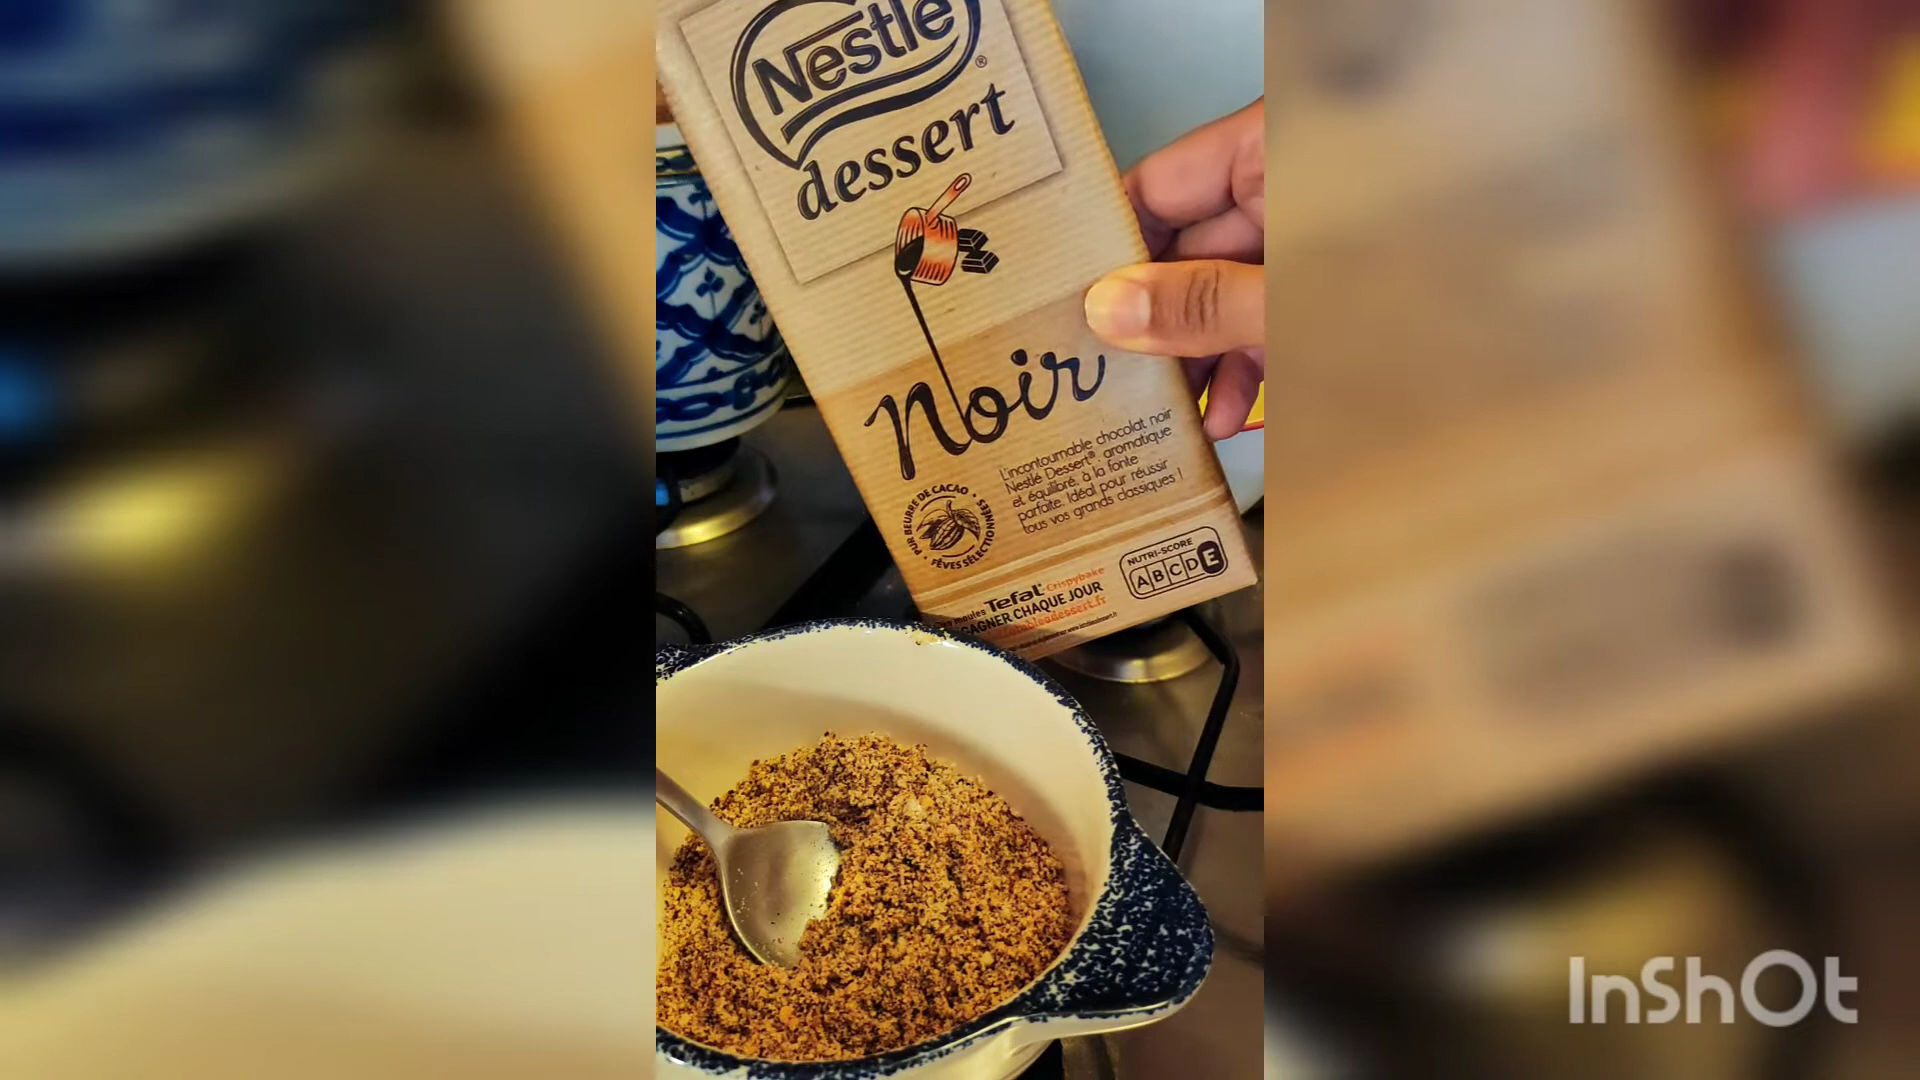 Nestlé
®
dessert
Noir
L'incontournable chocolat noir
Nestlé Dessert® : aromatique
et équilibré, à la fonte
parfaite. Idéal pour réussir
tous vos grands classiques !
PUR BEURRE DE CACAO • FÈVES SÉLECTIONNÉES •
NUTRI-SCORE
A B C D E
moules Tefal Crispybake
GAGNER CHAQUE JOUR
InShOt